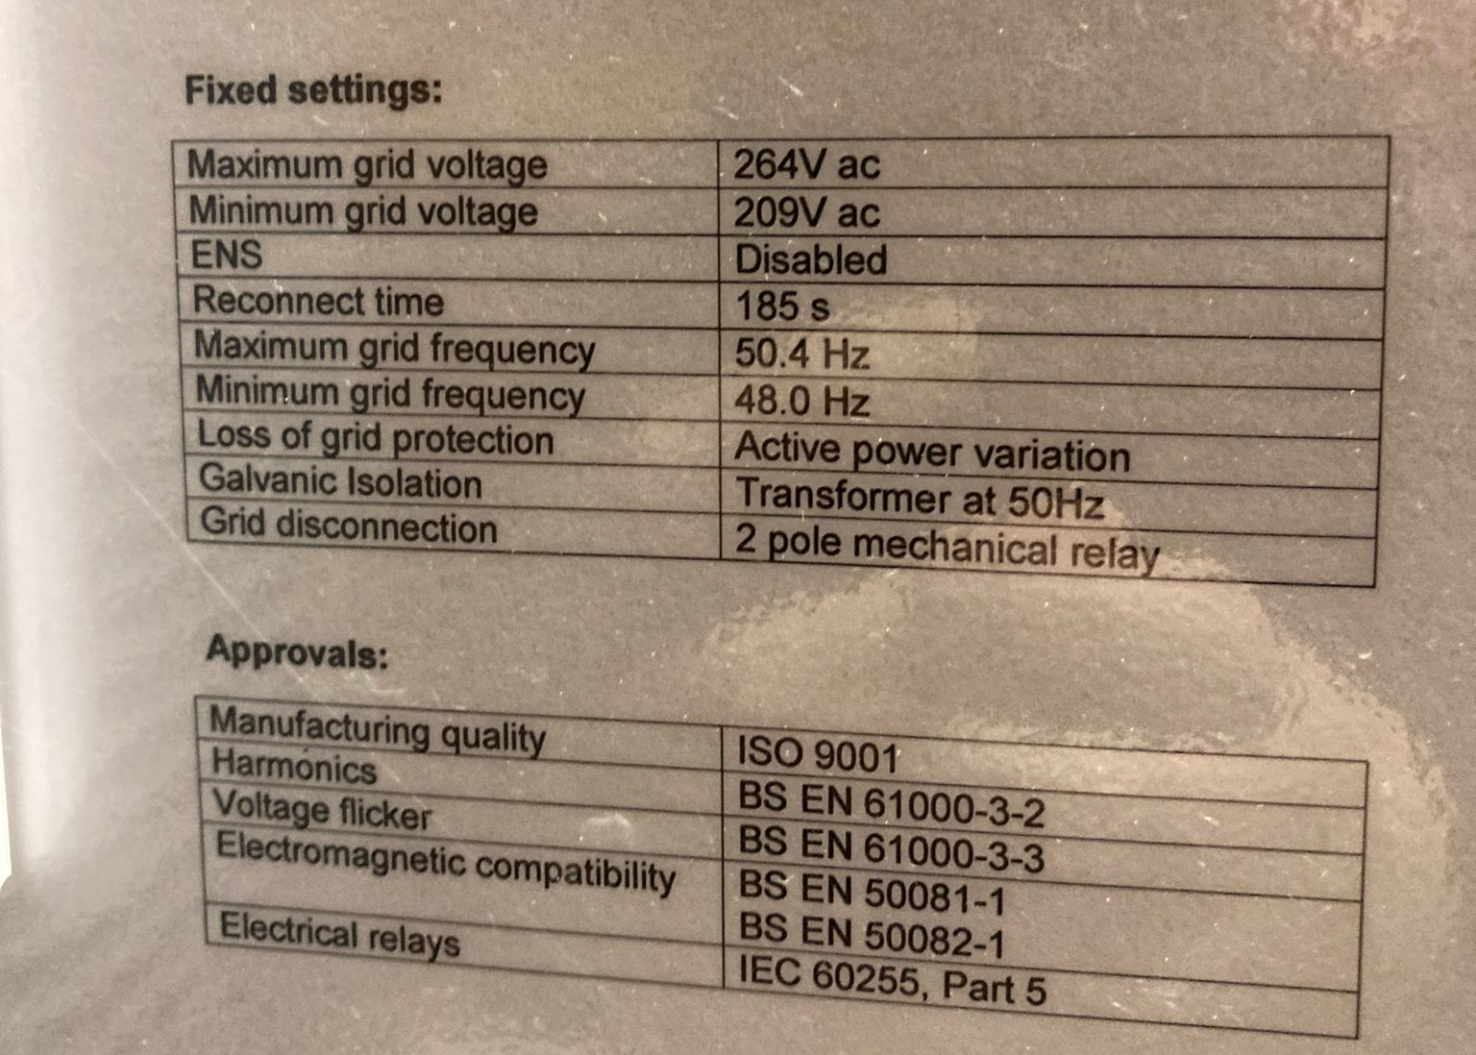 Fixed settings:
Maximum grid voltage 264V ac
Minimum grid voltage 209V ac
ENS Disabled
Reconnect time 185 s
Maximum grid frequency 50.4 Hz
Minimum grid frequency 48.0 Hz
Loss of grid protection Active power variation
Galvanic Isolation Transformer at 50Hz
Grid disconnection 2 pole mechanical relay
Approvals:
Manufacturing quality ISO 9001
Harmonics BS EN 61000-3-2
Voltage flicker BS EN 61000-3-3
Electromagnetic compatibility BS EN 50081-1
BS EN 50082-1
Electrical relays IEC 60255, Part 5